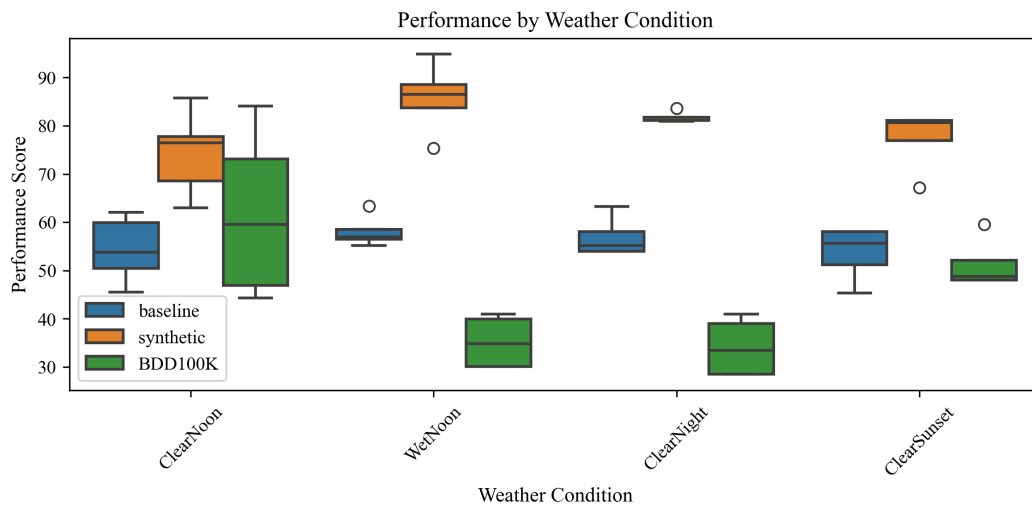 Performance by Weather Condition
Performance Score
90
80
70
60
50
40
30
baseline
synthetic
BDD100K
ClearNoon
WetNoon
ClearNight
ClearSunset
Weather Condition